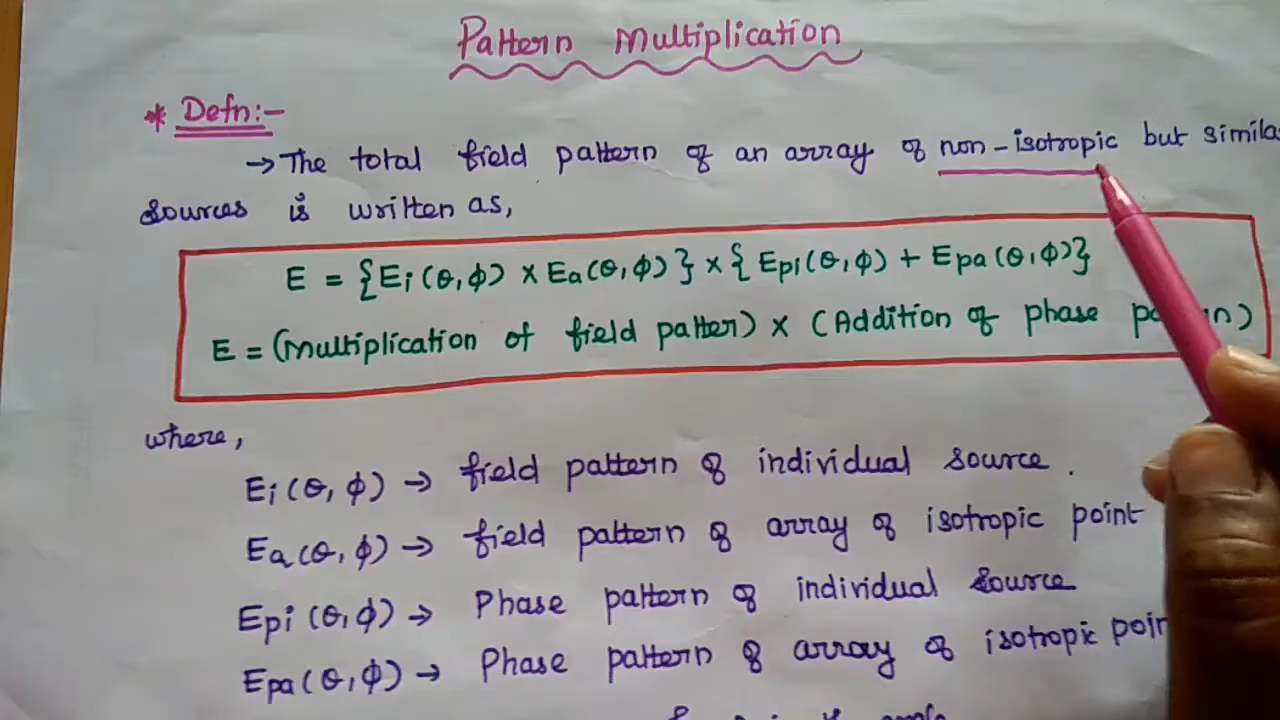 Pattern Multiplication
* Defn:-
→ The total field pattern of an array of non-isotropic but simila
sources is written as,
E = {Ei(θ,ϕ) × Ea(θ,ϕ)} × {Epi(θ,ϕ) + Epa(θ,ϕ)}
E = (Multiplication of field patter) × (Addition of phase
where,
Ei(θ,ϕ) → field pattern of individual source.
Ea(θ,ϕ) → field pattern of array of isotropic point
Epi(θ,ϕ) → Phase pattern of individual source
Epa(θ,ϕ) → Phase pattern of array of isotropic poin